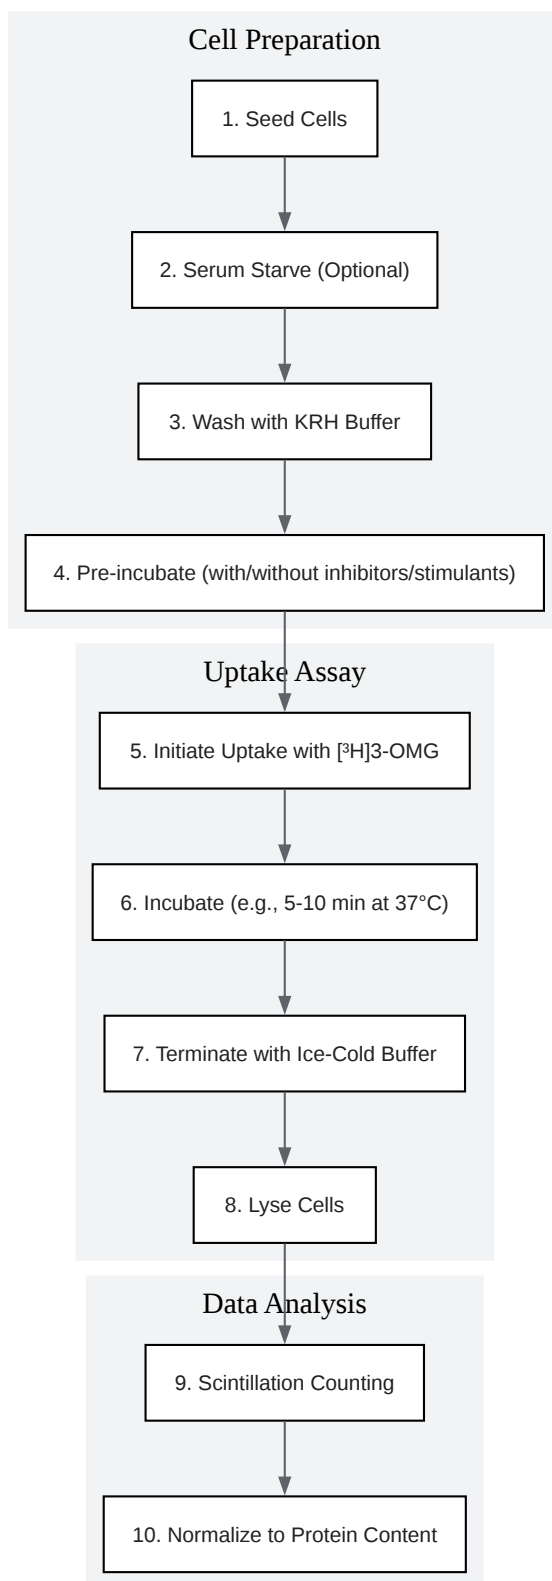 Cell Preparation
1. Seed Cells
2. Serum Starve (Optional)
3. Wash with KRH Buffer
4. Pre-incubate (with/without inhibitors/stimulants)
Uptake Assay
5. Initiate Uptake with [³H]3-OMG
6. Incubate (e.g., 5-10 min at 37°C)
7. Terminate with Ice-Cold Buffer
8. Lyse Cells
Data Analysis
9. Scintillation Counting
10. Normalize to Protein Content